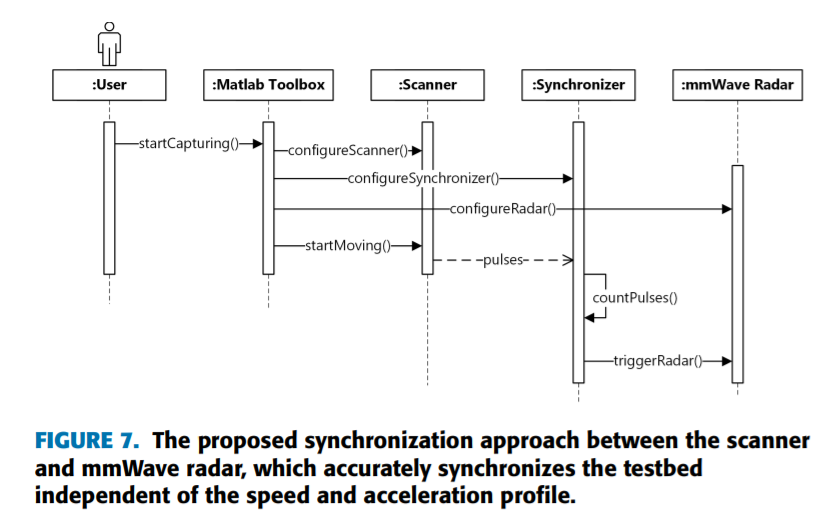 :User
:Matlab Toolbox
:Scanner
:Synchronizer
:mmWave Radar
startCapturing()
configureScanner()
configureSynchronizer()
configureRadar()
startMoving()
pulses
countPulses()
triggerRadar()
FIGURE 7. The proposed synchronization approach between the scanner
and mmWave radar, which accurately synchronizes the testbed
independent of the speed and acceleration profile.